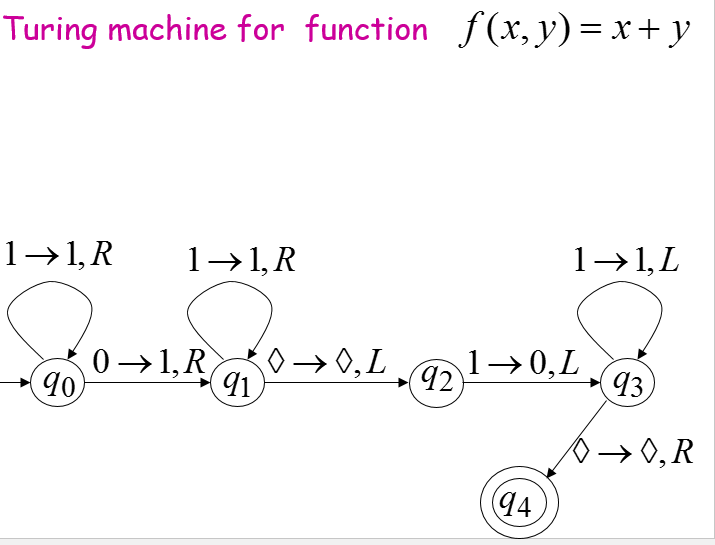 Turing machine for function f(x, y) = x + y
1 → 1, R
1 → 1, R
1 → 1, L
0 → 1, R
◊ → ◊, L
1 → 0, L
q0
q1
q2
q3
◊ → ◊, R
q4